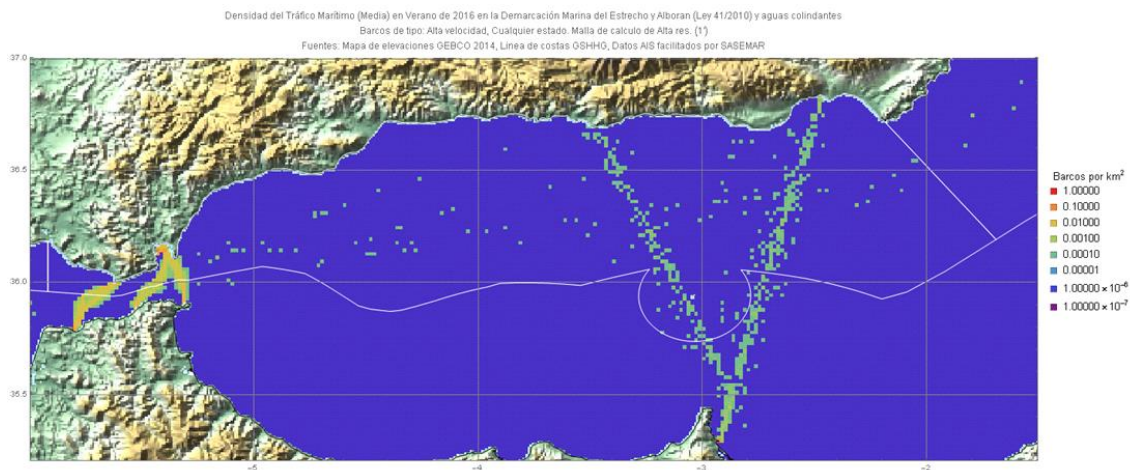 Densidad del Tráfico Marítimo (Media) en Verano de 2016 en la Demarcación Marina del Estrecho y Alboran (Ley 41/2010) y aguas colindantes
Barcos de tipo: Alta velocidad, Cualquier estado. Malla de calculo de Alta res. (1')
Fuentes: Mapa de elevaciones GEBCO 2014, Linea de costas GSHHG, Datos AIS facilitados por SASEMAR
37.0
36.5
36.0
35.5
-5
-4
-3
-2
Barcos por km²
1.00000
0.10000
0.01000
0.00100
0.00010
0.00001
1.00000 × 10⁻⁶
1.00000 × 10⁻⁷